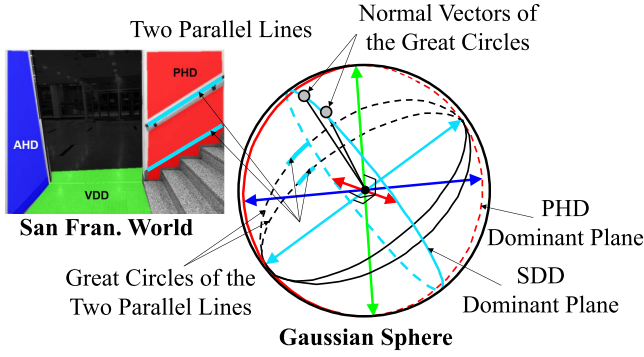 Two Parallel Lines
Normal Vectors of
the Great Circles
PHD
AHD
VDD
San Fran. World
Great Circles of the
Two Parallel Lines
PHD
Dominant Plane
SDD
Dominant Plane
Gaussian Sphere